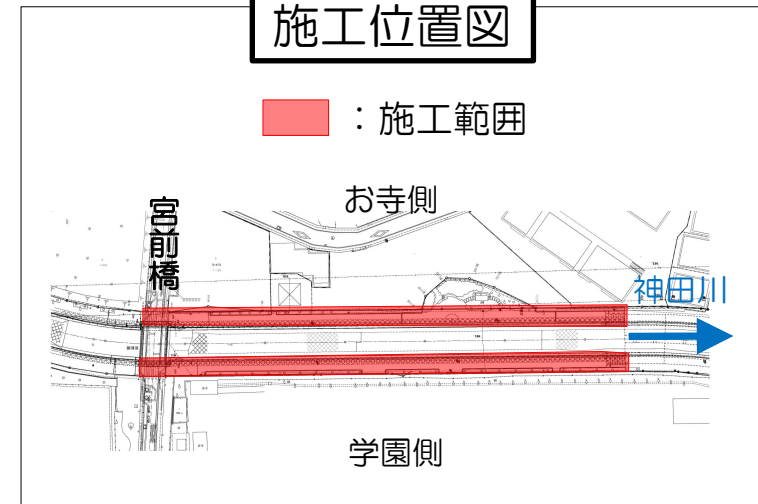 施工位置図
：施工範囲
お寺側
宮前橋
神田川
学園側